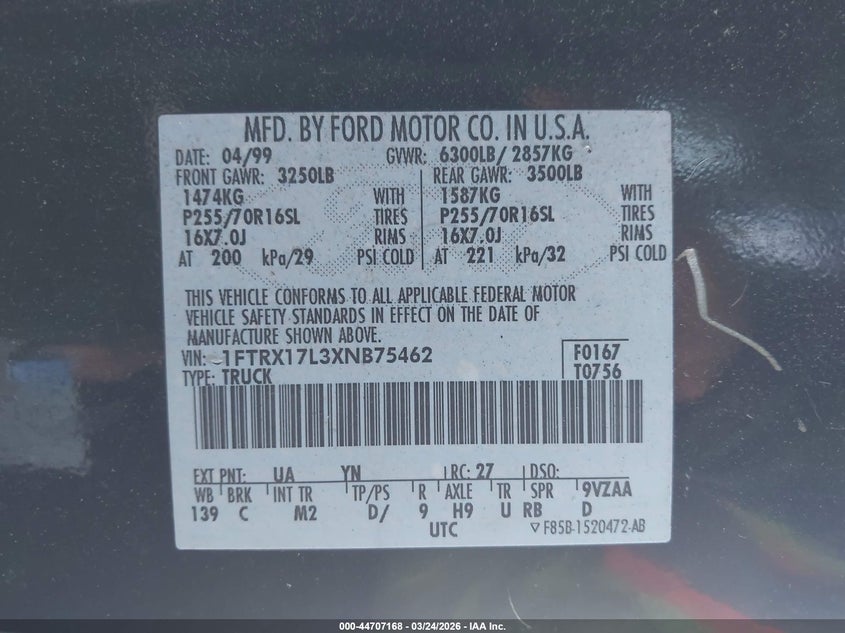 MFD. BY FORD MOTOR CO. IN U.S.A.
DATE: 04/99 GVWR: 6300LB/ 2857KG
FRONT GAWR: 3250LB REAR GAWR: 3500LB
1474KG WITH 1587KG WITH
P255/70R16SL TIRES P255/70R16SL TIRES
16X7.0J RIMS 16X7.0J RIMS
AT 200 kPa/29 PSI COLD AT 221 kPa/32 PSI COLD
THIS VEHICLE CONFORMS TO ALL APPLICABLE FEDERAL MOTOR
VEHICLE SAFETY STANDARDS IN EFFECT ON THE DATE OF
MANUFACTURE SHOWN ABOVE.
VIN: 1FTRX17L3XNB75462 F0167
TYPE: TRUCK T0756
EXT PNT: UA YN RC: 27 DSO:
WB BRK INT TR TP/PS R AXLE TR SPR 9VZAA
139 C M2 D/ 9 H9 U RB D
UTC ▽ F85B-1520472-AB
000-44707168 - 03/24/2026 - IAA Inc.